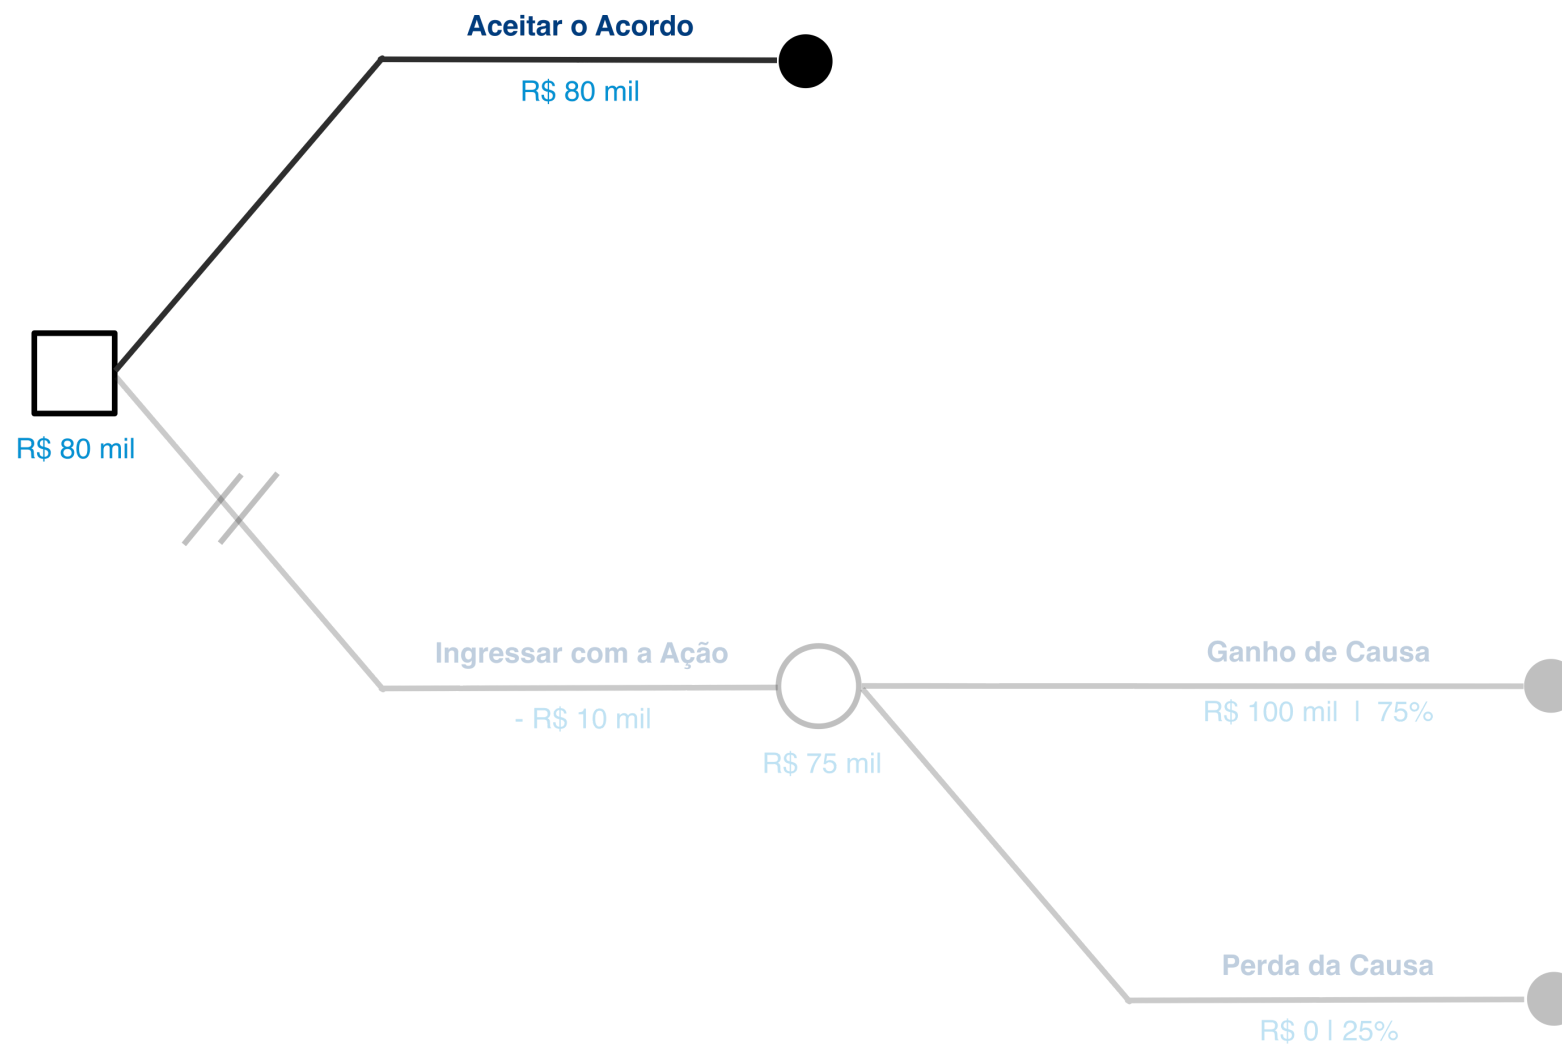 Aceitar o Acordo
R$ 80 mil
R$ 80 mil
Ingressar com a Ação
- R$ 10 mil
R$ 75 mil
Ganho de Causa
R$ 100 mil | 75%
Perda da Causa
R$ 0 | 25%